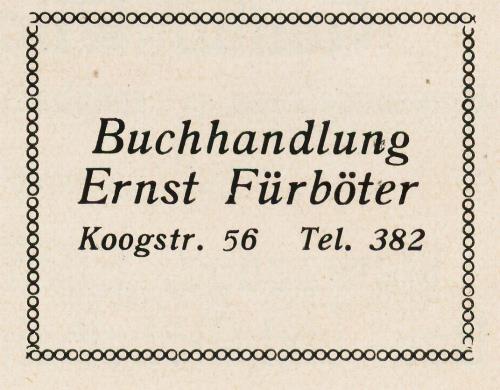 Buchhandlung
Ernst Fürböter
Koogstr. 56 Tel. 382